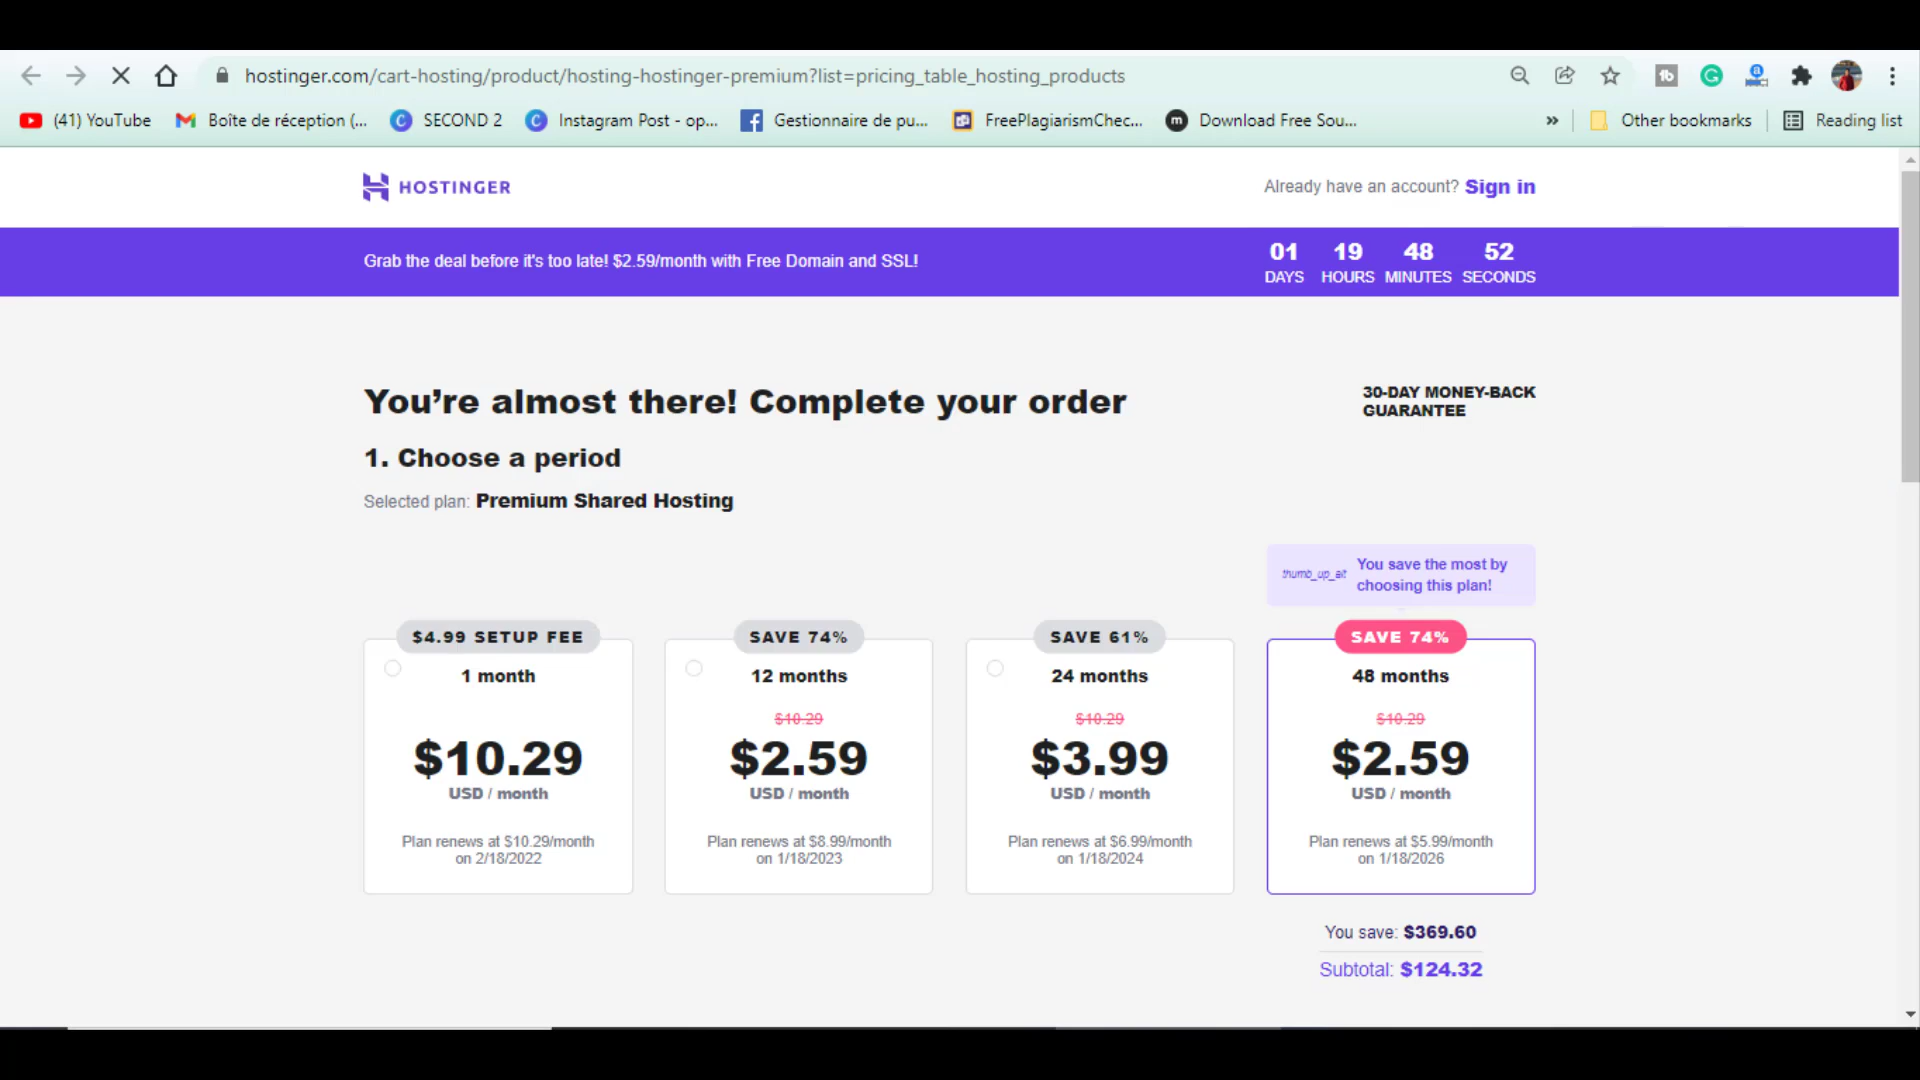 hostinger.com/cart-hosting/product/hosting-hostinger-premium?list=pricing_table_hosting_products
(41) YouTube Boîte de réception (... SECOND 2 Instagram Post - op... Gestionnaire de pu... FreePlagiarismChec... Download Free Sou... » Other bookmarks Reading list
HOSTINGER
Already have an account? Sign in
Grab the deal before it's too late! $2.59/month with Free Domain and SSL!
01 19 48 52
DAYS HOURS MINUTES SECONDS
You’re almost there! Complete your order
30-DAY MONEY-BACK
GUARANTEE
1. Choose a period
Selected plan: Premium Shared Hosting
thumb_up_alt
You save the most by
choosing this plan!
$4.99 SETUP FEE
1 month
$10.29
USD / month
Plan renews at $10.29/month
on 2/18/2022
SAVE 74%
12 months
$10.29
$2.59
USD / month
Plan renews at $8.99/month
on 1/18/2023
SAVE 61%
24 months
$10.29
$3.99
USD / month
Plan renews at $6.99/month
on 1/18/2024
SAVE 74%
48 months
$10.29
$2.59
USD / month
Plan renews at $5.99/month
on 1/18/2026
You save: $369.60
Subtotal: $124.32